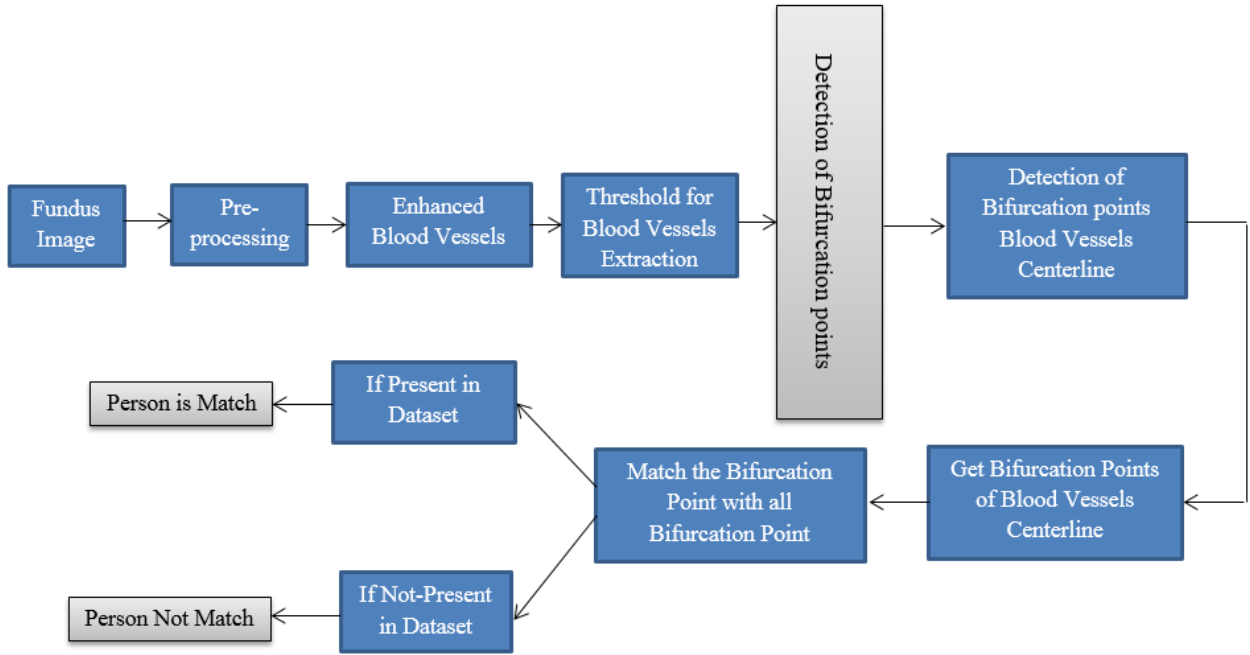 Fundus
Image
Pre-
processing
Enhanced
Blood Vessels
Threshold for
Blood Vessels
Extraction
Detection of Bifurcation points
Detection of
Bifurcation points
Blood Vessels
Centerline
Get Bifurcation Points
of Blood Vessels
Centerline
Match the Bifurcation
Point with all
Bifurcation Point
If Present in
Dataset
Person is Match
If Not-Present
in Dataset
Person Not Match